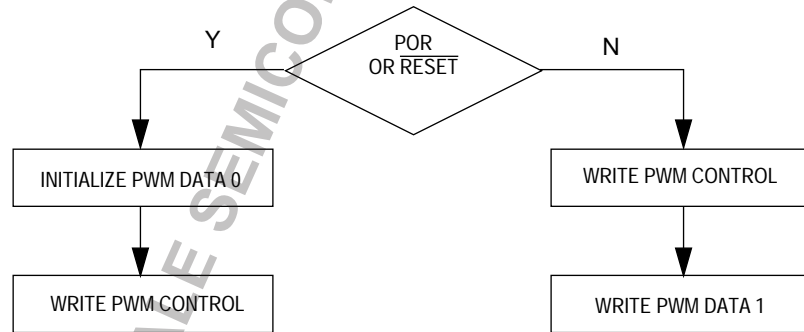 Y
POR
OR RESET
N
INITIALIZE PWM DATA 0
WRITE PWM CONTROL
WRITE PWM CONTROL
WRITE PWM DATA 1